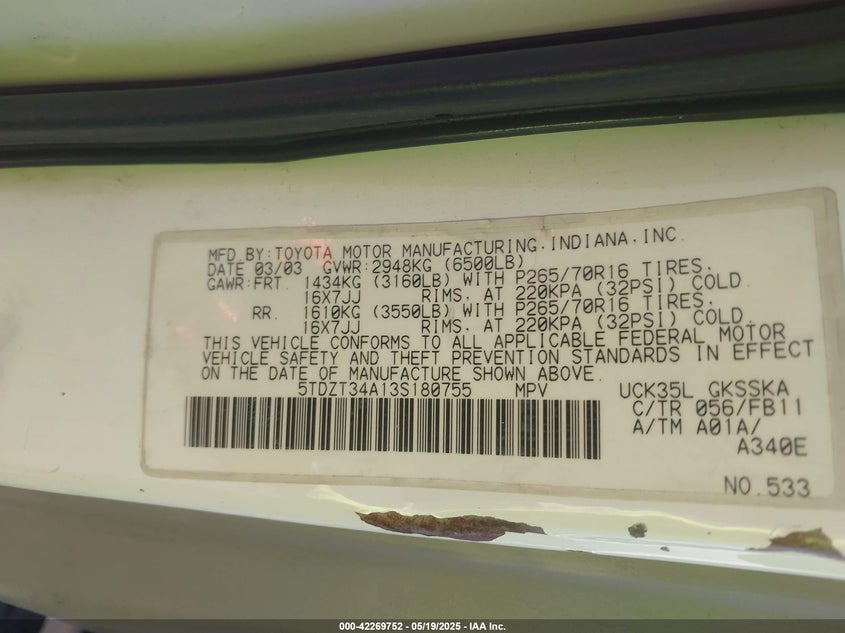 MFD.BY:TOYOTA MOTOR MANUFACTURING.INDIANA,INC.
DATE 03/03 GVWR:2948KG (6500LB)
GAWR:FRT. 1434KG (3160LB) WITH P265/70R16 TIRES.
16X7JJ RIMS. AT 220KPA (32PSI) COLD.
RR. 1610KG (3550LB) WITH P265/70R16 TIRES.
16X7JJ RIMS. AT 220KPA (32PSI) COLD.
THIS VEHICLE CONFORMS TO ALL APPLICABLE FEDERAL MOTOR
VEHICLE SAFETY AND THEFT PREVENTION STANDARDS IN EFFECT
ON THE DATE OF MANUFACTURE SHOWN ABOVE.
5TDZT34A13S180755 MPV UCK35L GKSSKA
C/TR 056/FB11
A/TM A01A/
A340E
NO.533
000-42269752 - 05/19/2025 - IAA Inc.